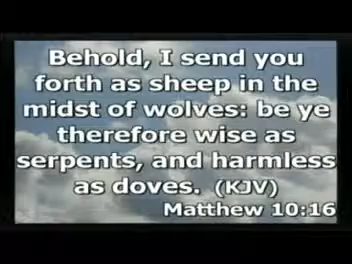 Behold, I send you
forth as sheep in the
midst of wolves: be ye
therefore wise as
serpents, and harmless
as doves. (KJV)
Matthew 10:16